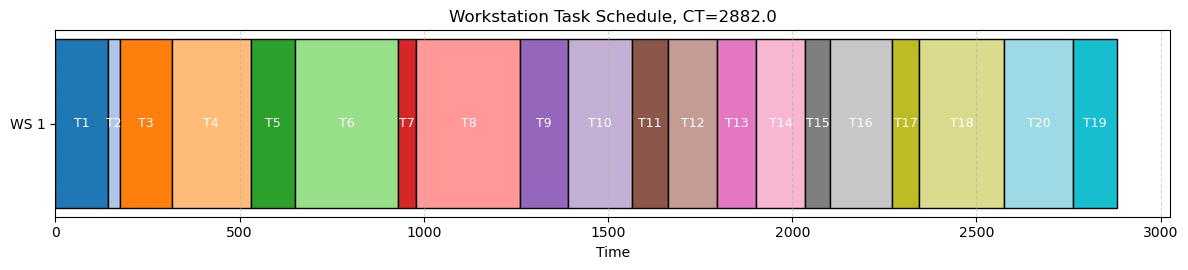 Workstation Task Schedule, CT=2882.0
WS 1
T1 T2 T3 T4 T5 T6 T7 T8 T9 T10 T11 T12 T13 T14 T15 T16 T17 T18 T20 T19
0 500 1000 1500 2000 2500 3000
Time